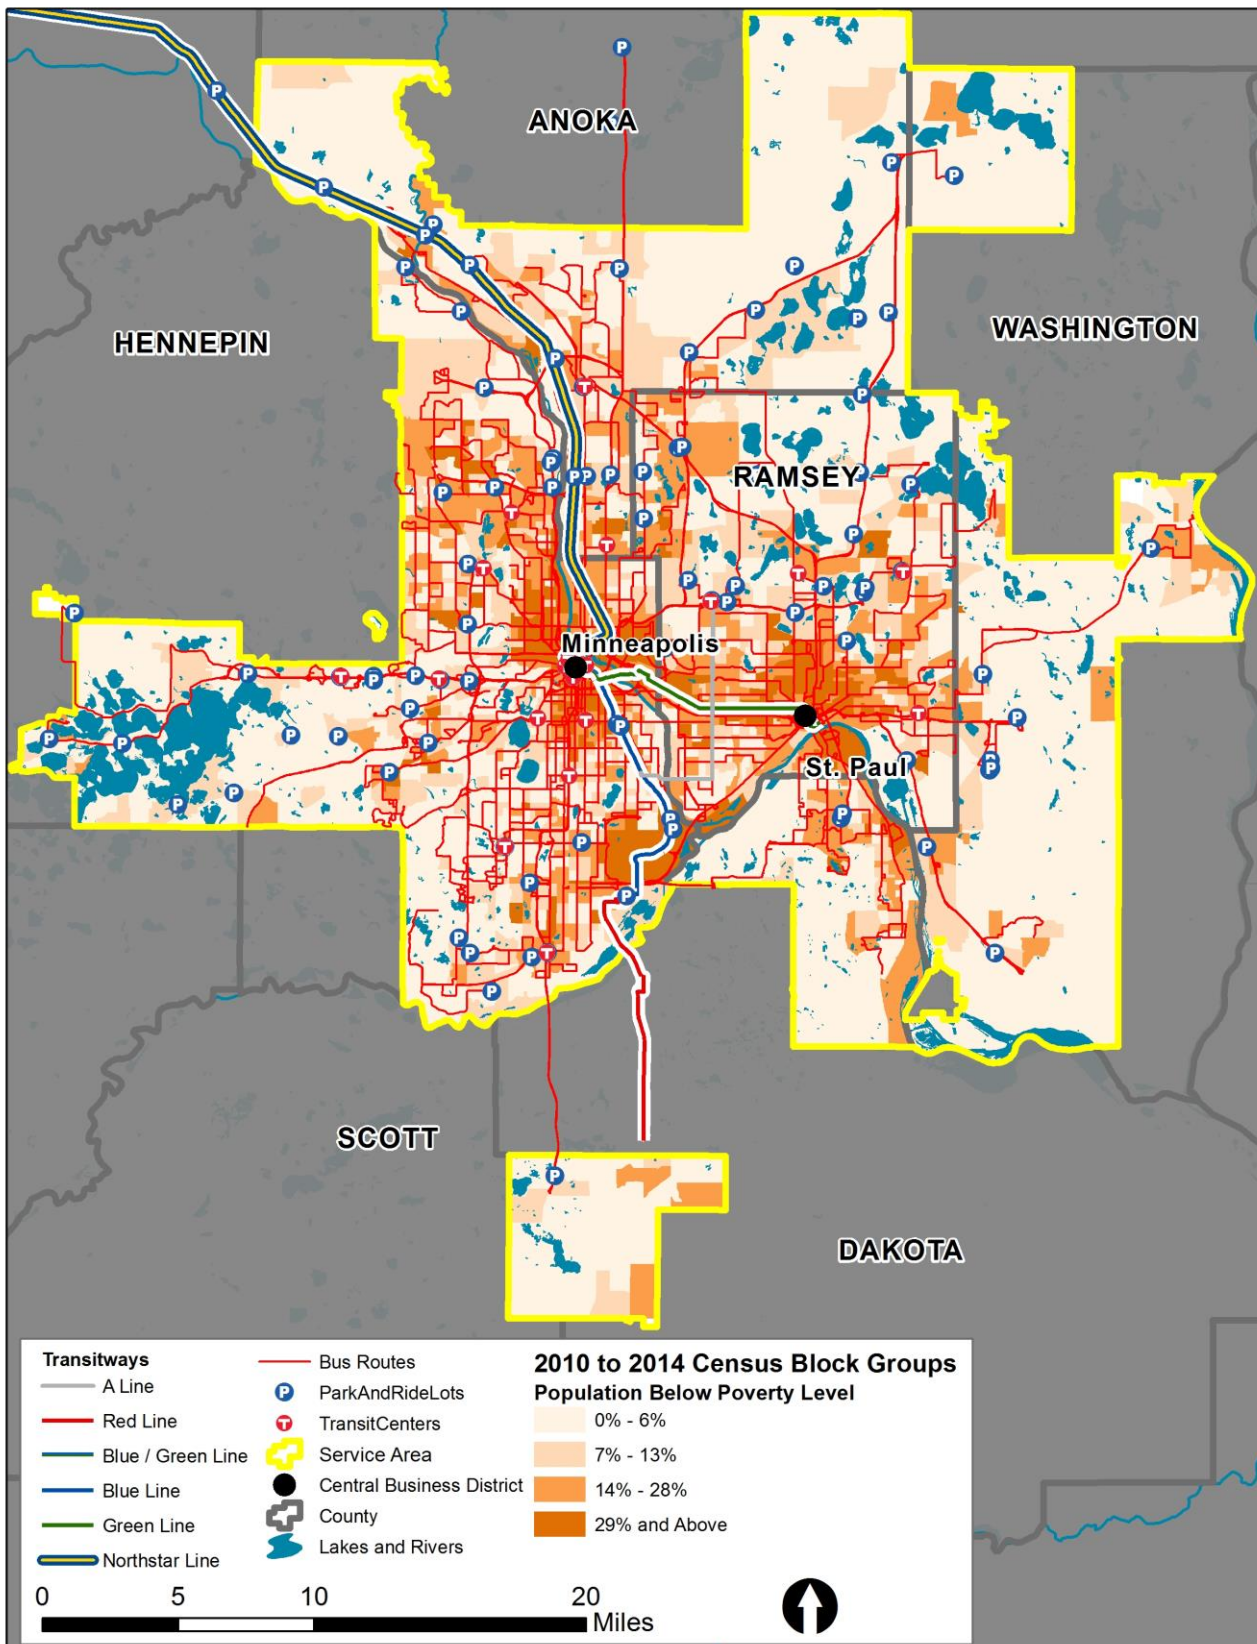 ANOKA
HENNEPIN
WASHINGTON
RAMSEY
Minneapolis
St. Paul
SCOTT
DAKOTA
Transitways
A Line
Red Line
Blue / Green Line
Blue Line
Green Line
Northstar Line
Bus Routes
P ParkAndRideLots
T TransitCenters
Service Area
Central Business District
County
Lakes and Rivers
2010 to 2014 Census Block Groups
Population Below Poverty Level
0% - 6%
7% - 13%
14% - 28%
29% and Above
0 5 10 20
Miles